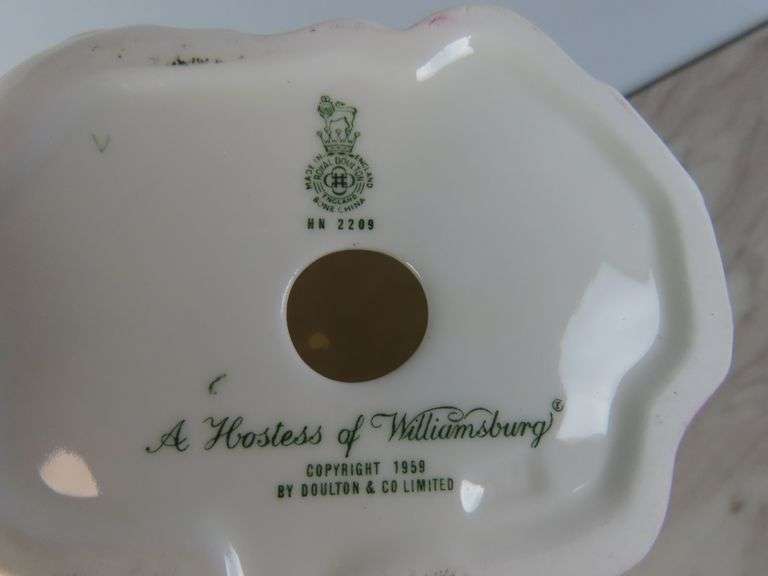 MADE IN ENGLAND
ROYAL DOULTON
ENGLAND
BONE CHINA
HN 2209
A Hostess of Williamsburg®
COPYRIGHT 1959
BY DOULTON & CO LIMITED